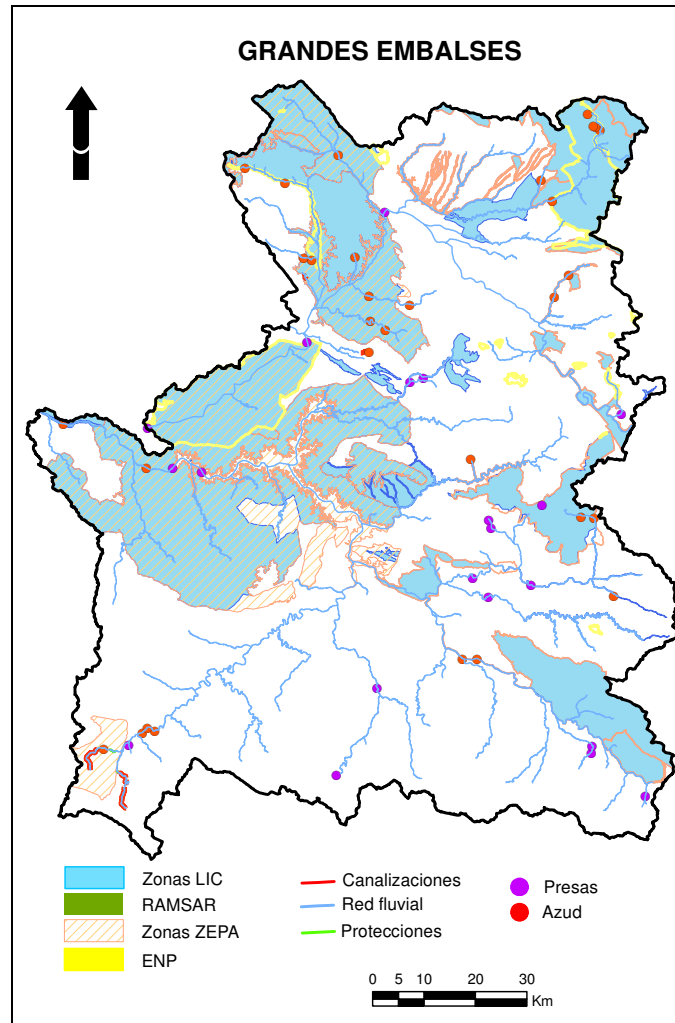 GRANDES EMBALSES
Zonas LIC
RAMSAR
Zonas ZEPA
ENP
Canalizaciones
Red fluvial
Protecciones
Presas
Azud
0 5 10 20 30
Km